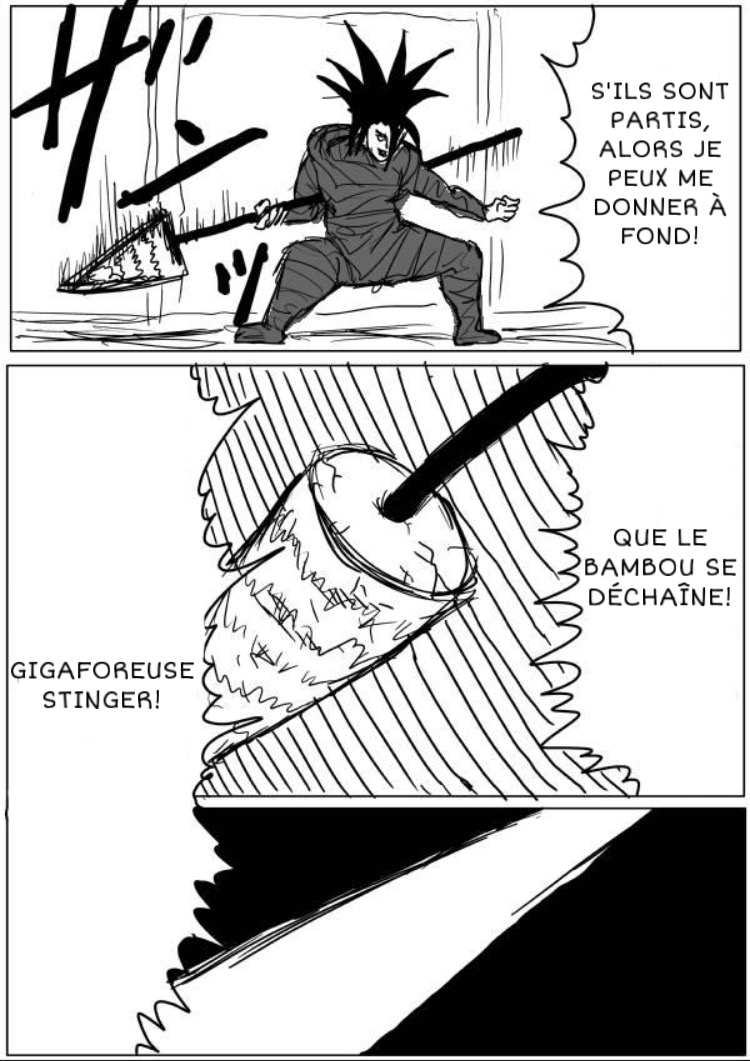 S'ILS SONT
PARTIS,
ALORS JE
PEUX ME
DONNER À
FOND!
QUE LE
BAMBOU SE
DÉCHAÎNE!
GIGAFOREUSE
STINGER!